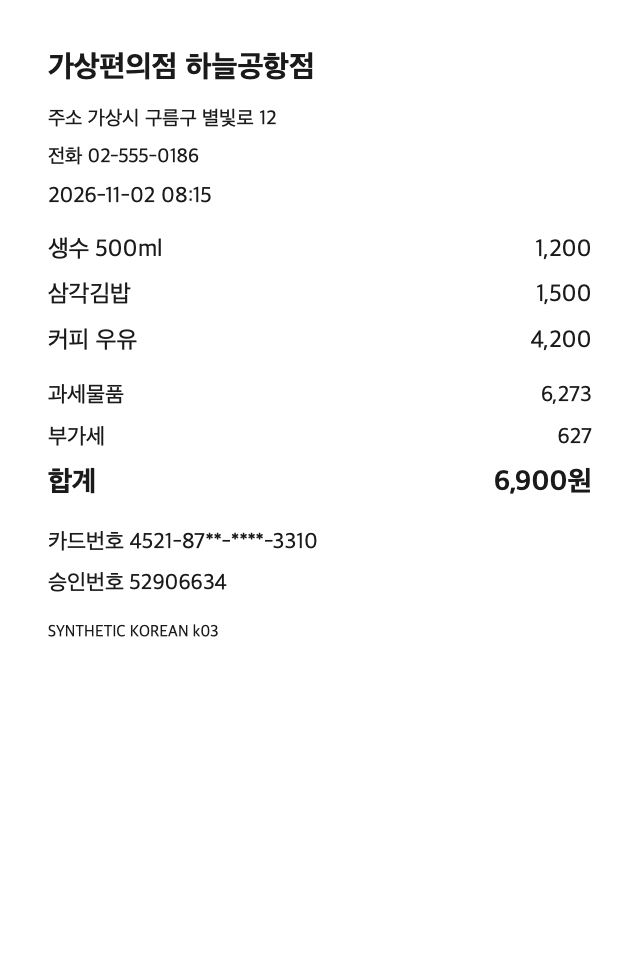 가상편의점 하늘공항점
주소 가상시 구름구 별빛로 12
전화 02-555-0186
2026-11-02 08:15
생수 500ml 1,200
삼각김밥 1,500
커피 우유 4,200
과세물품 6,273
부가세 627
합계 6,900원
카드번호 4521-87**-****-3310
승인번호 52906634
SYNTHETIC KOREAN k03